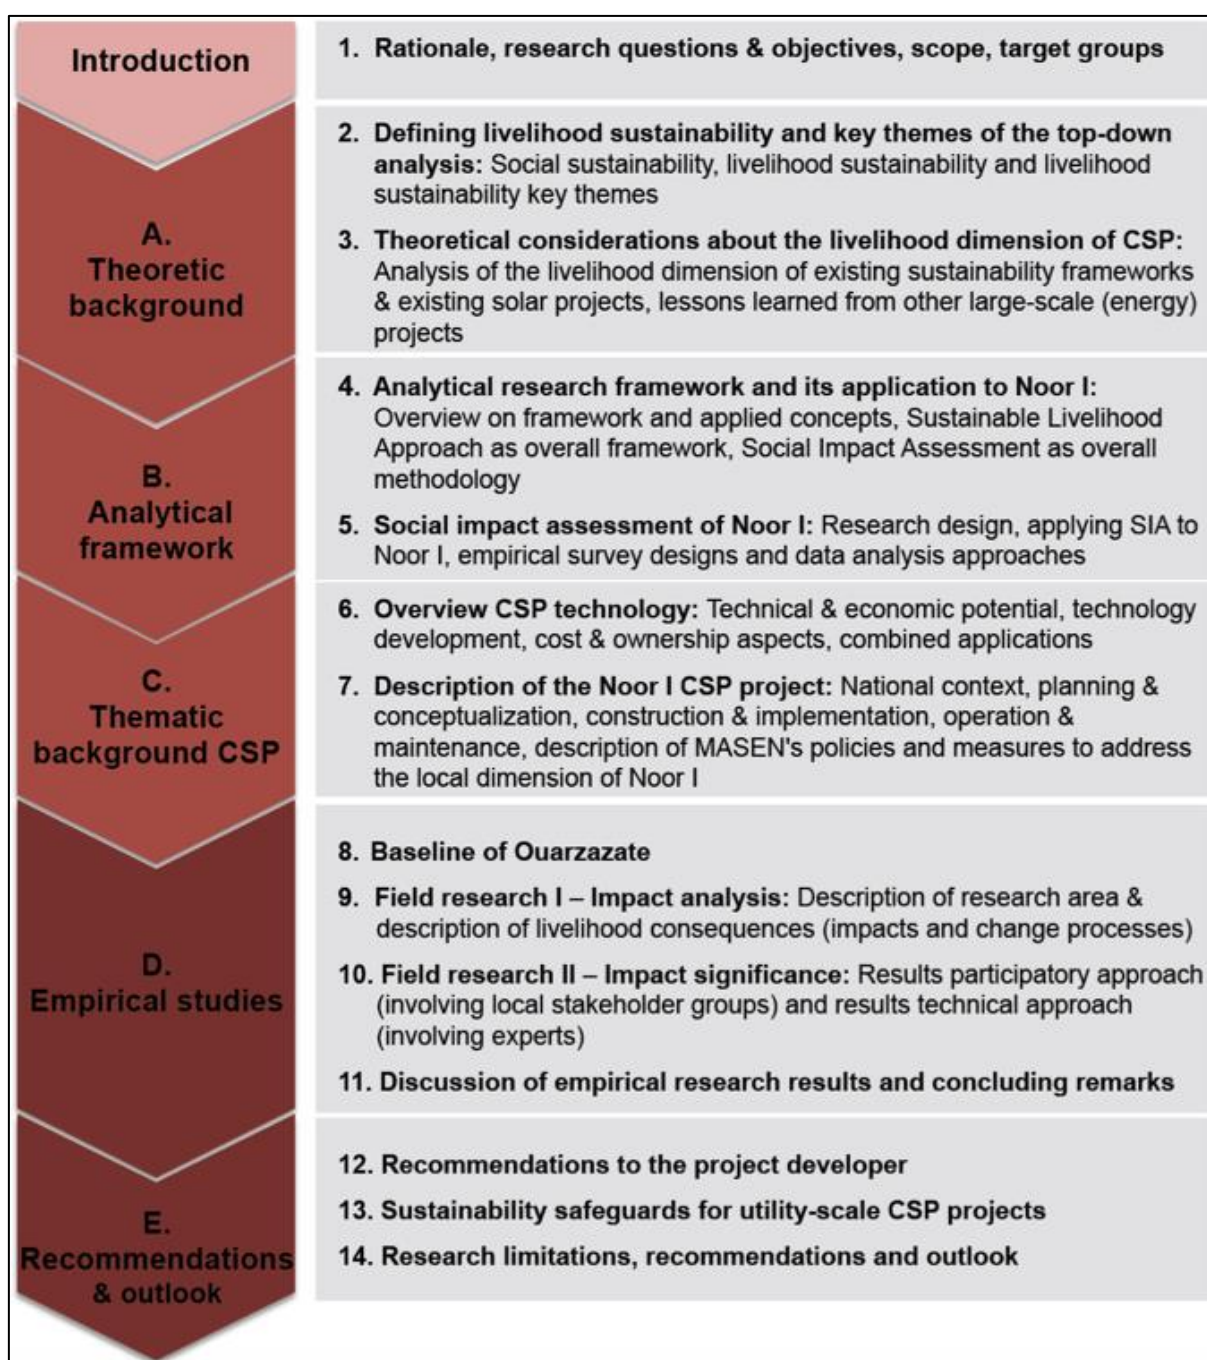 Introduction
1. Rationale, research questions & objectives, scope, target groups
A.
Theoretic
background
2. Defining livelihood sustainability and key themes of the top-down
analysis: Social sustainability, livelihood sustainability and livelihood
sustainability key themes
3. Theoretical considerations about the livelihood dimension of CSP:
Analysis of the livelihood dimension of existing sustainability frameworks
& existing solar projects, lessons learned from other large-scale (energy)
projects
B.
Analytical
framework
4. Analytical research framework and its application to Noor I:
Overview on framework and applied concepts, Sustainable Livelihood
Approach as overall framework, Social Impact Assessment as overall
methodology
5. Social impact assessment of Noor I: Research design, applying SIA to
Noor I, empirical survey designs and data analysis approaches
C.
Thematic
background CSP
6. Overview CSP technology: Technical & economic potential, technology
development, cost & ownership aspects, combined applications
7. Description of the Noor I CSP project: National context, planning &
conceptualization, construction & implementation, operation &
maintenance, description of MASEN's policies and measures to address
the local dimension of Noor I
D.
Empirical studies
8. Baseline of Ouarzazate
9. Field research I – Impact analysis: Description of research area &
description of livelihood consequences (impacts and change processes)
10. Field research II – Impact significance: Results participatory approach
(involving local stakeholder groups) and results technical approach
(involving experts)
11. Discussion of empirical research results and concluding remarks
E.
Recommendations
& outlook
12. Recommendations to the project developer
13. Sustainability safeguards for utility-scale CSP projects
14. Research limitations, recommendations and outlook